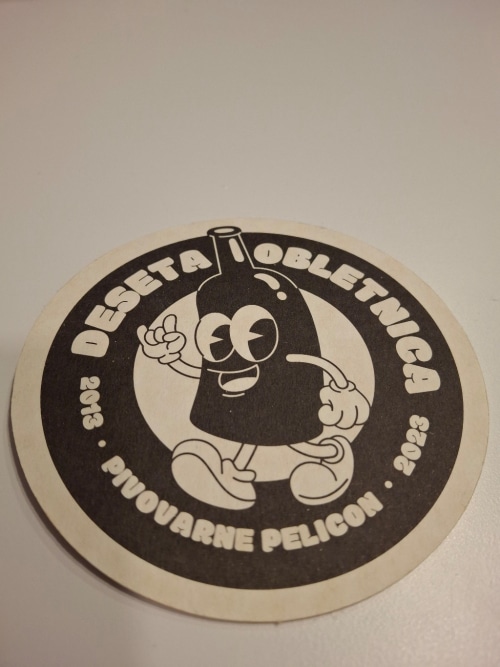 DESETA OBLETNICA
2013 · PIVOVARNE PELICON · 2023